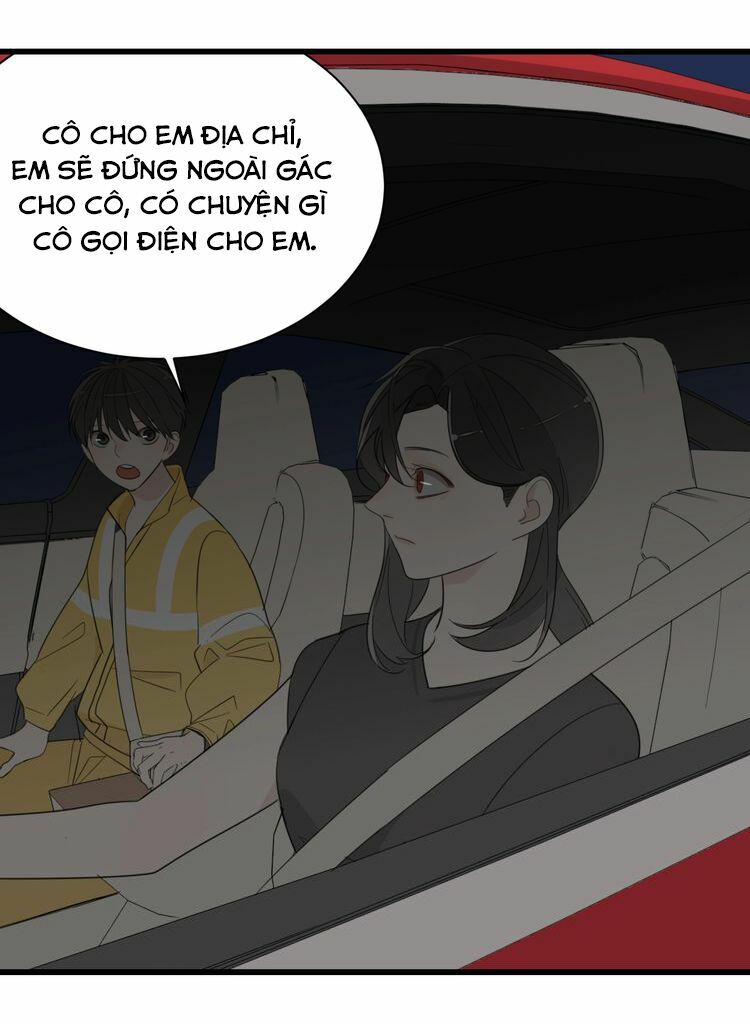 CÔ CHO EM ĐỊA CHỈ,
EM SẼ ĐỨNG NGOÀI GÁC
CHO CÔ, CÓ CHUYỆN GÌ
CÔ GỌI ĐIỆN CHO EM.